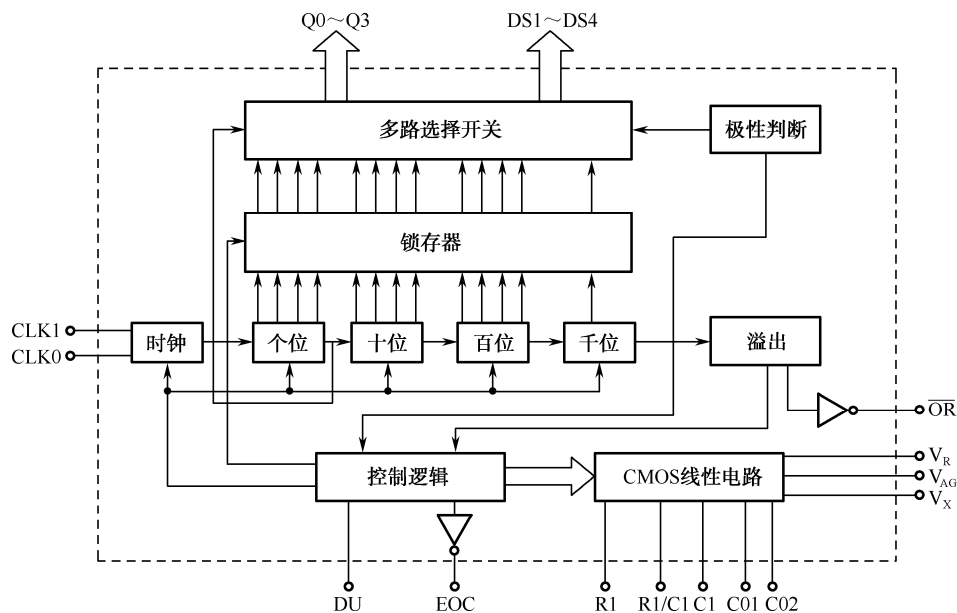 Q0～Q3 DS1～DS4
多路选择开关
极性判断
锁存器
CLK1
CLK0
时钟
个位
十位
百位
千位
溢出
OR
控制逻辑
CMOS线性电路
VR
VAG
VX
DU EOC R1 R1/C1 C1 C01 C02